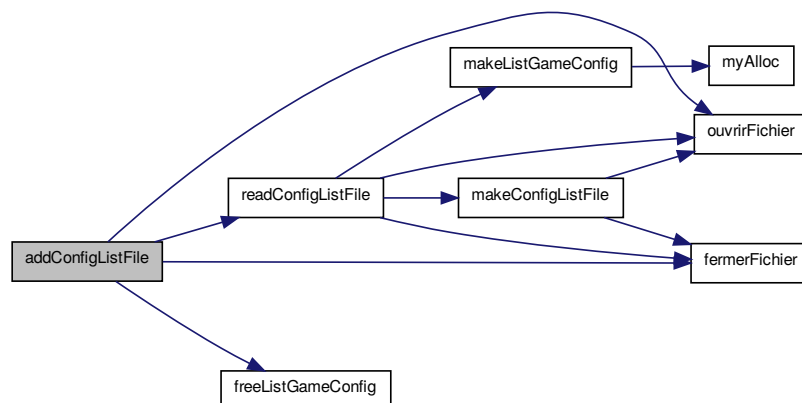 makeListGameConfig
myAlloc
ouvrirFichier
readConfigListFile
makeConfigListFile
addConfigListFile
fermerFichier
freeListGameConfig